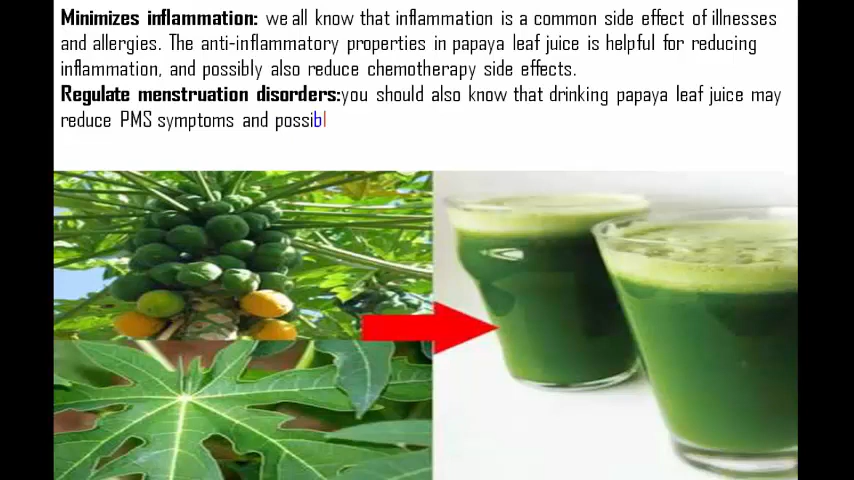 Minimizes inflammation: we all know that inflammation is a common side effect of illnesses
and allergies. The anti-inflammatory properties in papaya leaf juice is helpful for reducing
inflammation, and possibly also reduce chemotherapy side effects.
Regulate menstruation disorders:you should also know that drinking papaya leaf juice may
reduce PMS symptoms and possibl